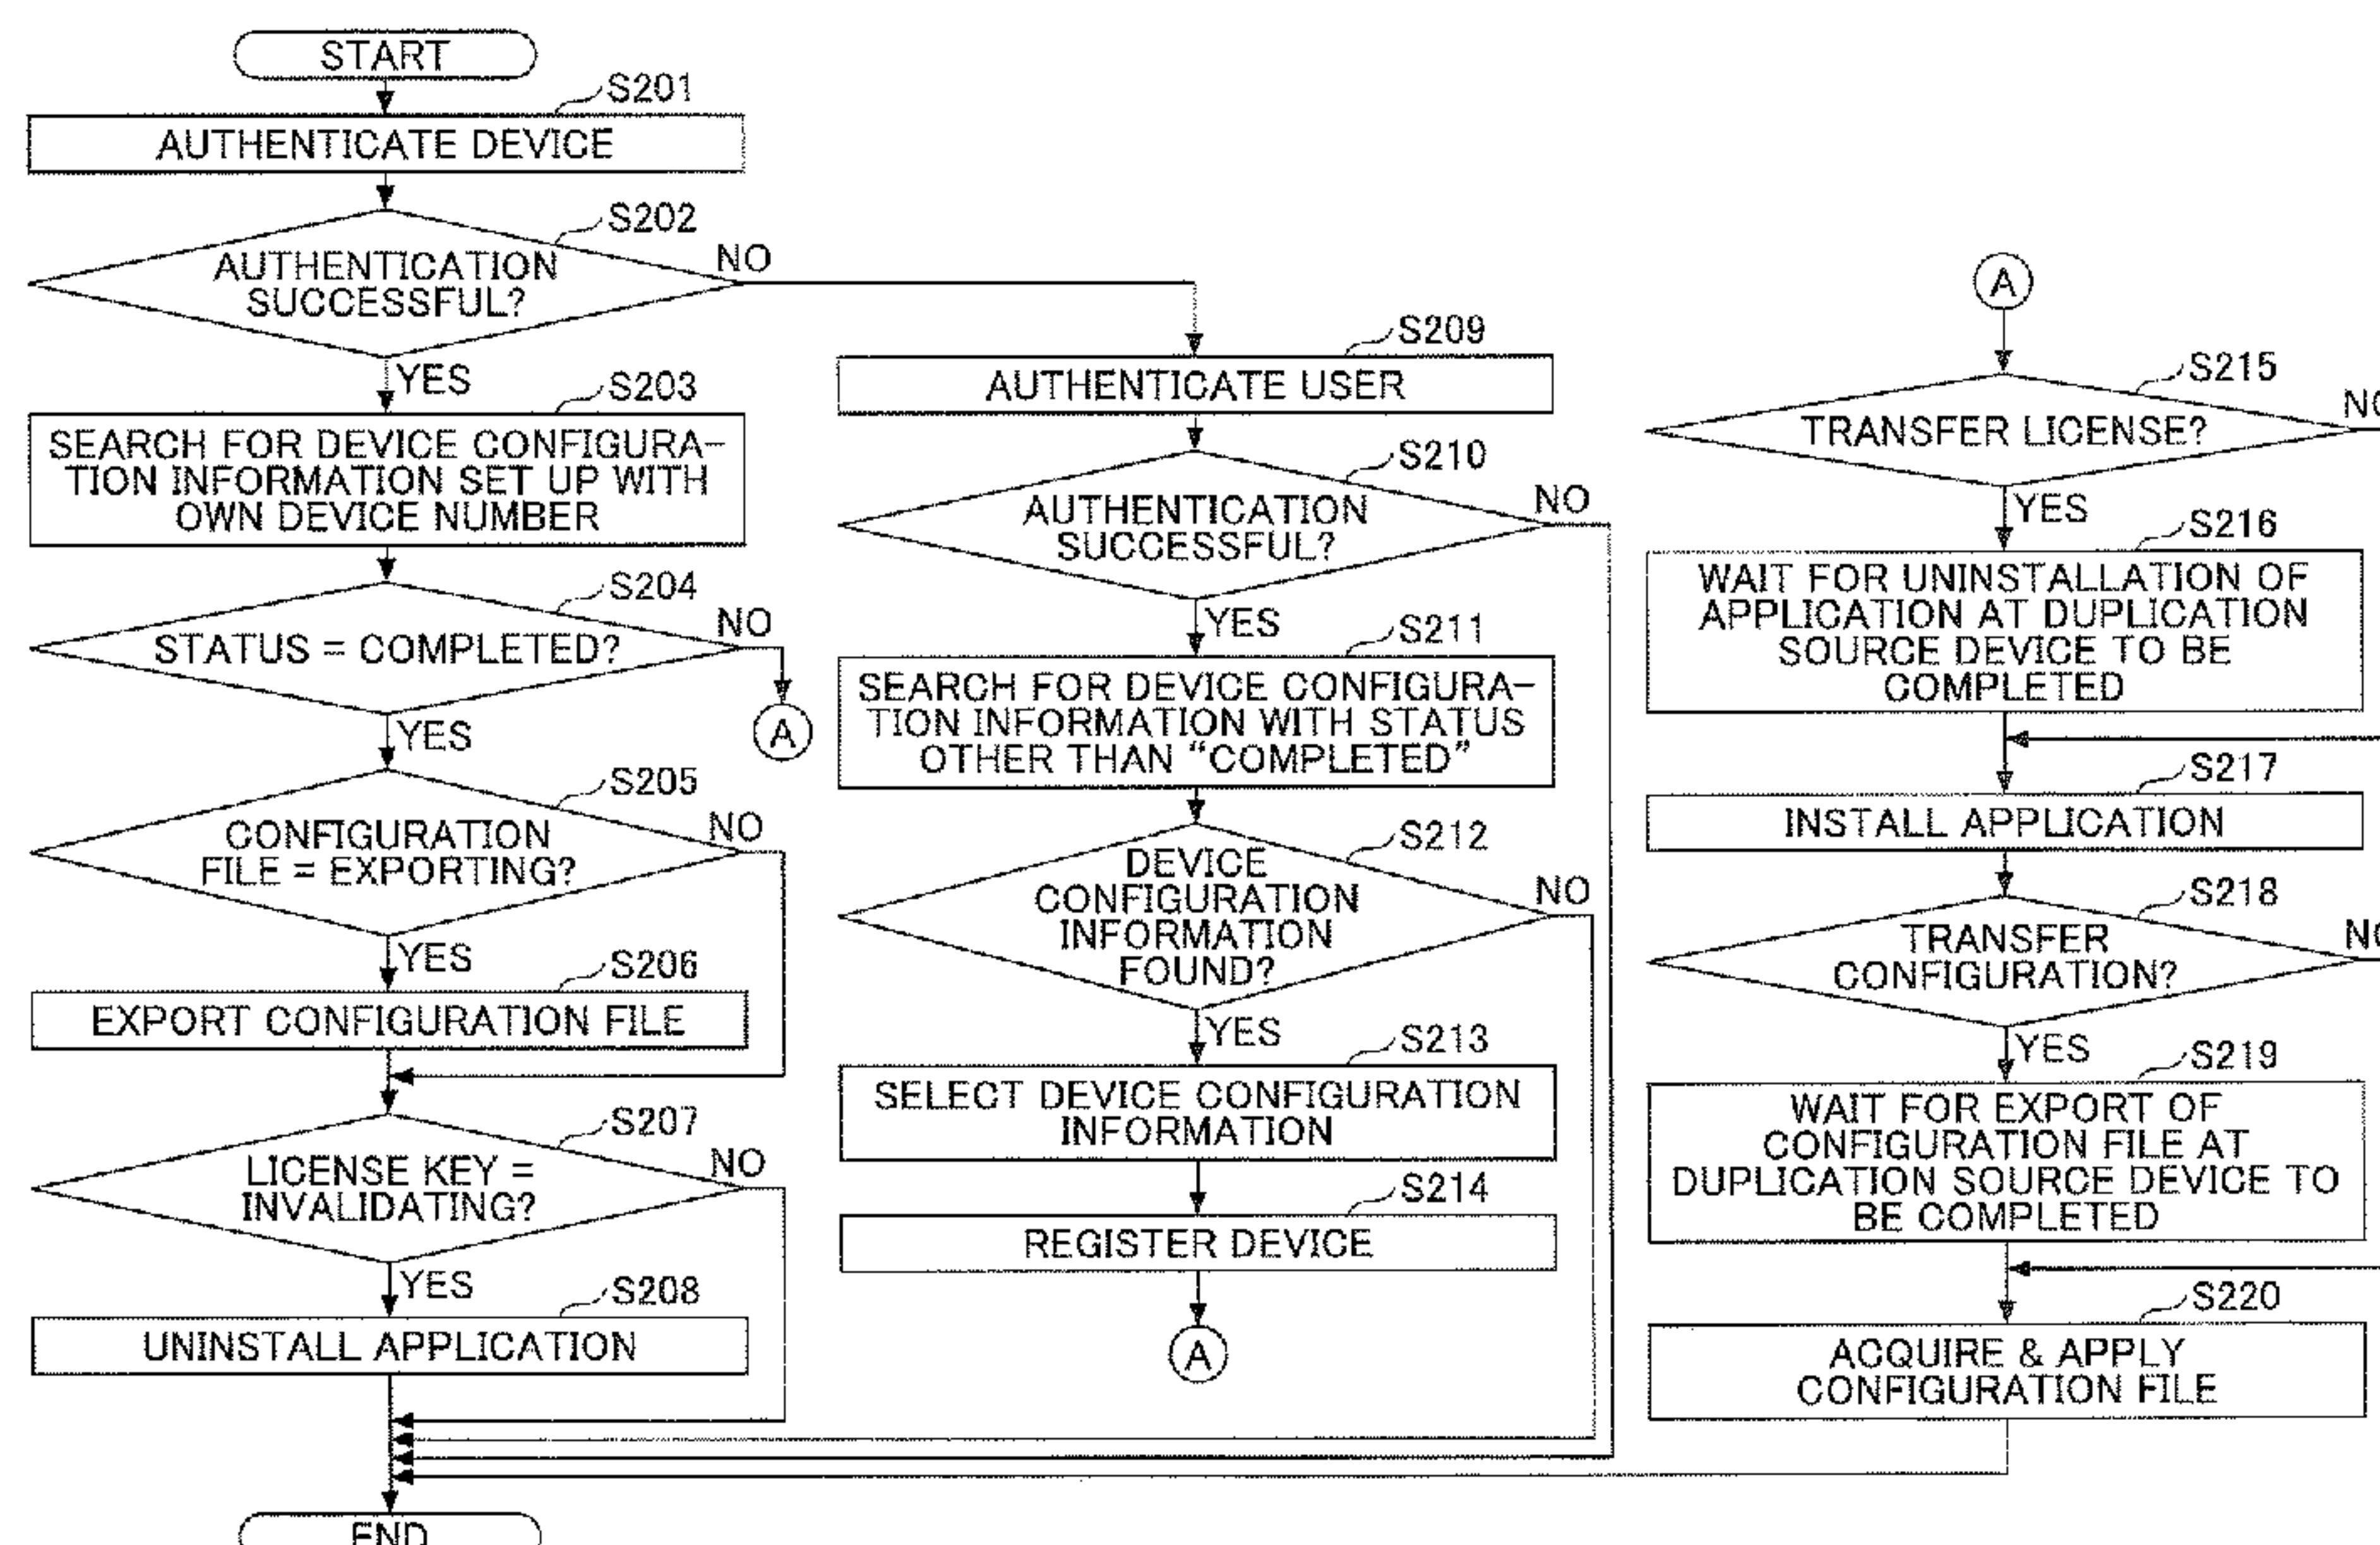 START
S201
AUTHENTICATE DEVICE
S202
AUTHENTICATION
SUCCESSFUL?
NO
YES
S203
SEARCH FOR DEVICE CONFIGURA-
TION INFORMATION SET UP WITH
OWN DEVICE NUMBER
S204
STATUS = COMPLETED?
NO
A
YES
S205
CONFIGURATION
FILE = EXPORTING?
NO
YES
S206
EXPORT CONFIGURATION FILE
S207
LICENSE KEY =
INVALIDATING?
NO
YES
S208
UNINSTALL APPLICATION
END
S209
AUTHENTICATE USER
S210
AUTHENTICATION
SUCCESSFUL?
NO
YES
S211
SEARCH FOR DEVICE CONFIGURA-
TION INFORMATION WITH STATUS
OTHER THAN “COMPLETED”
S212
DEVICE
CONFIGURATION
INFORMATION
FOUND?
NO
YES
S213
SELECT DEVICE CONFIGURATION
INFORMATION
S214
REGISTER DEVICE
A
A
S215
TRANSFER LICENSE?
NO
YES
S216
WAIT FOR UNINSTALLATION OF
APPLICATION AT DUPLICATION
SOURCE DEVICE TO BE
COMPLETED
S217
INSTALL APPLICATION
S218
TRANSFER
CONFIGURATION?
NO
YES
S219
WAIT FOR EXPORT OF
CONFIGURATION FILE AT
DUPLICATION SOURCE DEVICE TO
BE COMPLETED
S220
ACQUIRE & APPLY
CONFIGURATION FILE